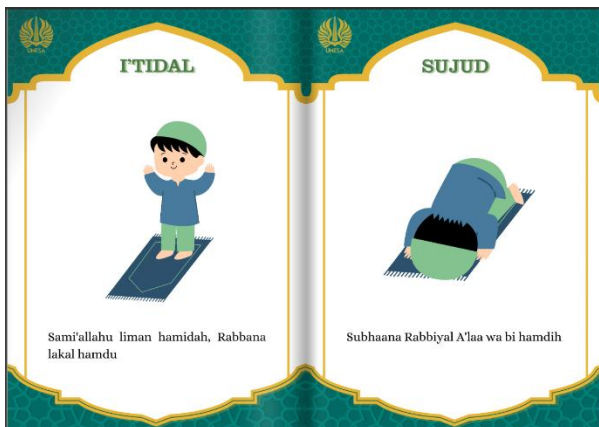 UNESA
I'TIDAL
Sami'allahu liman hamidah, Rabbana
lakal hamdu
UNESA
SUJUD
Subhaana Rabbiyal A'laa wa bi hamdih